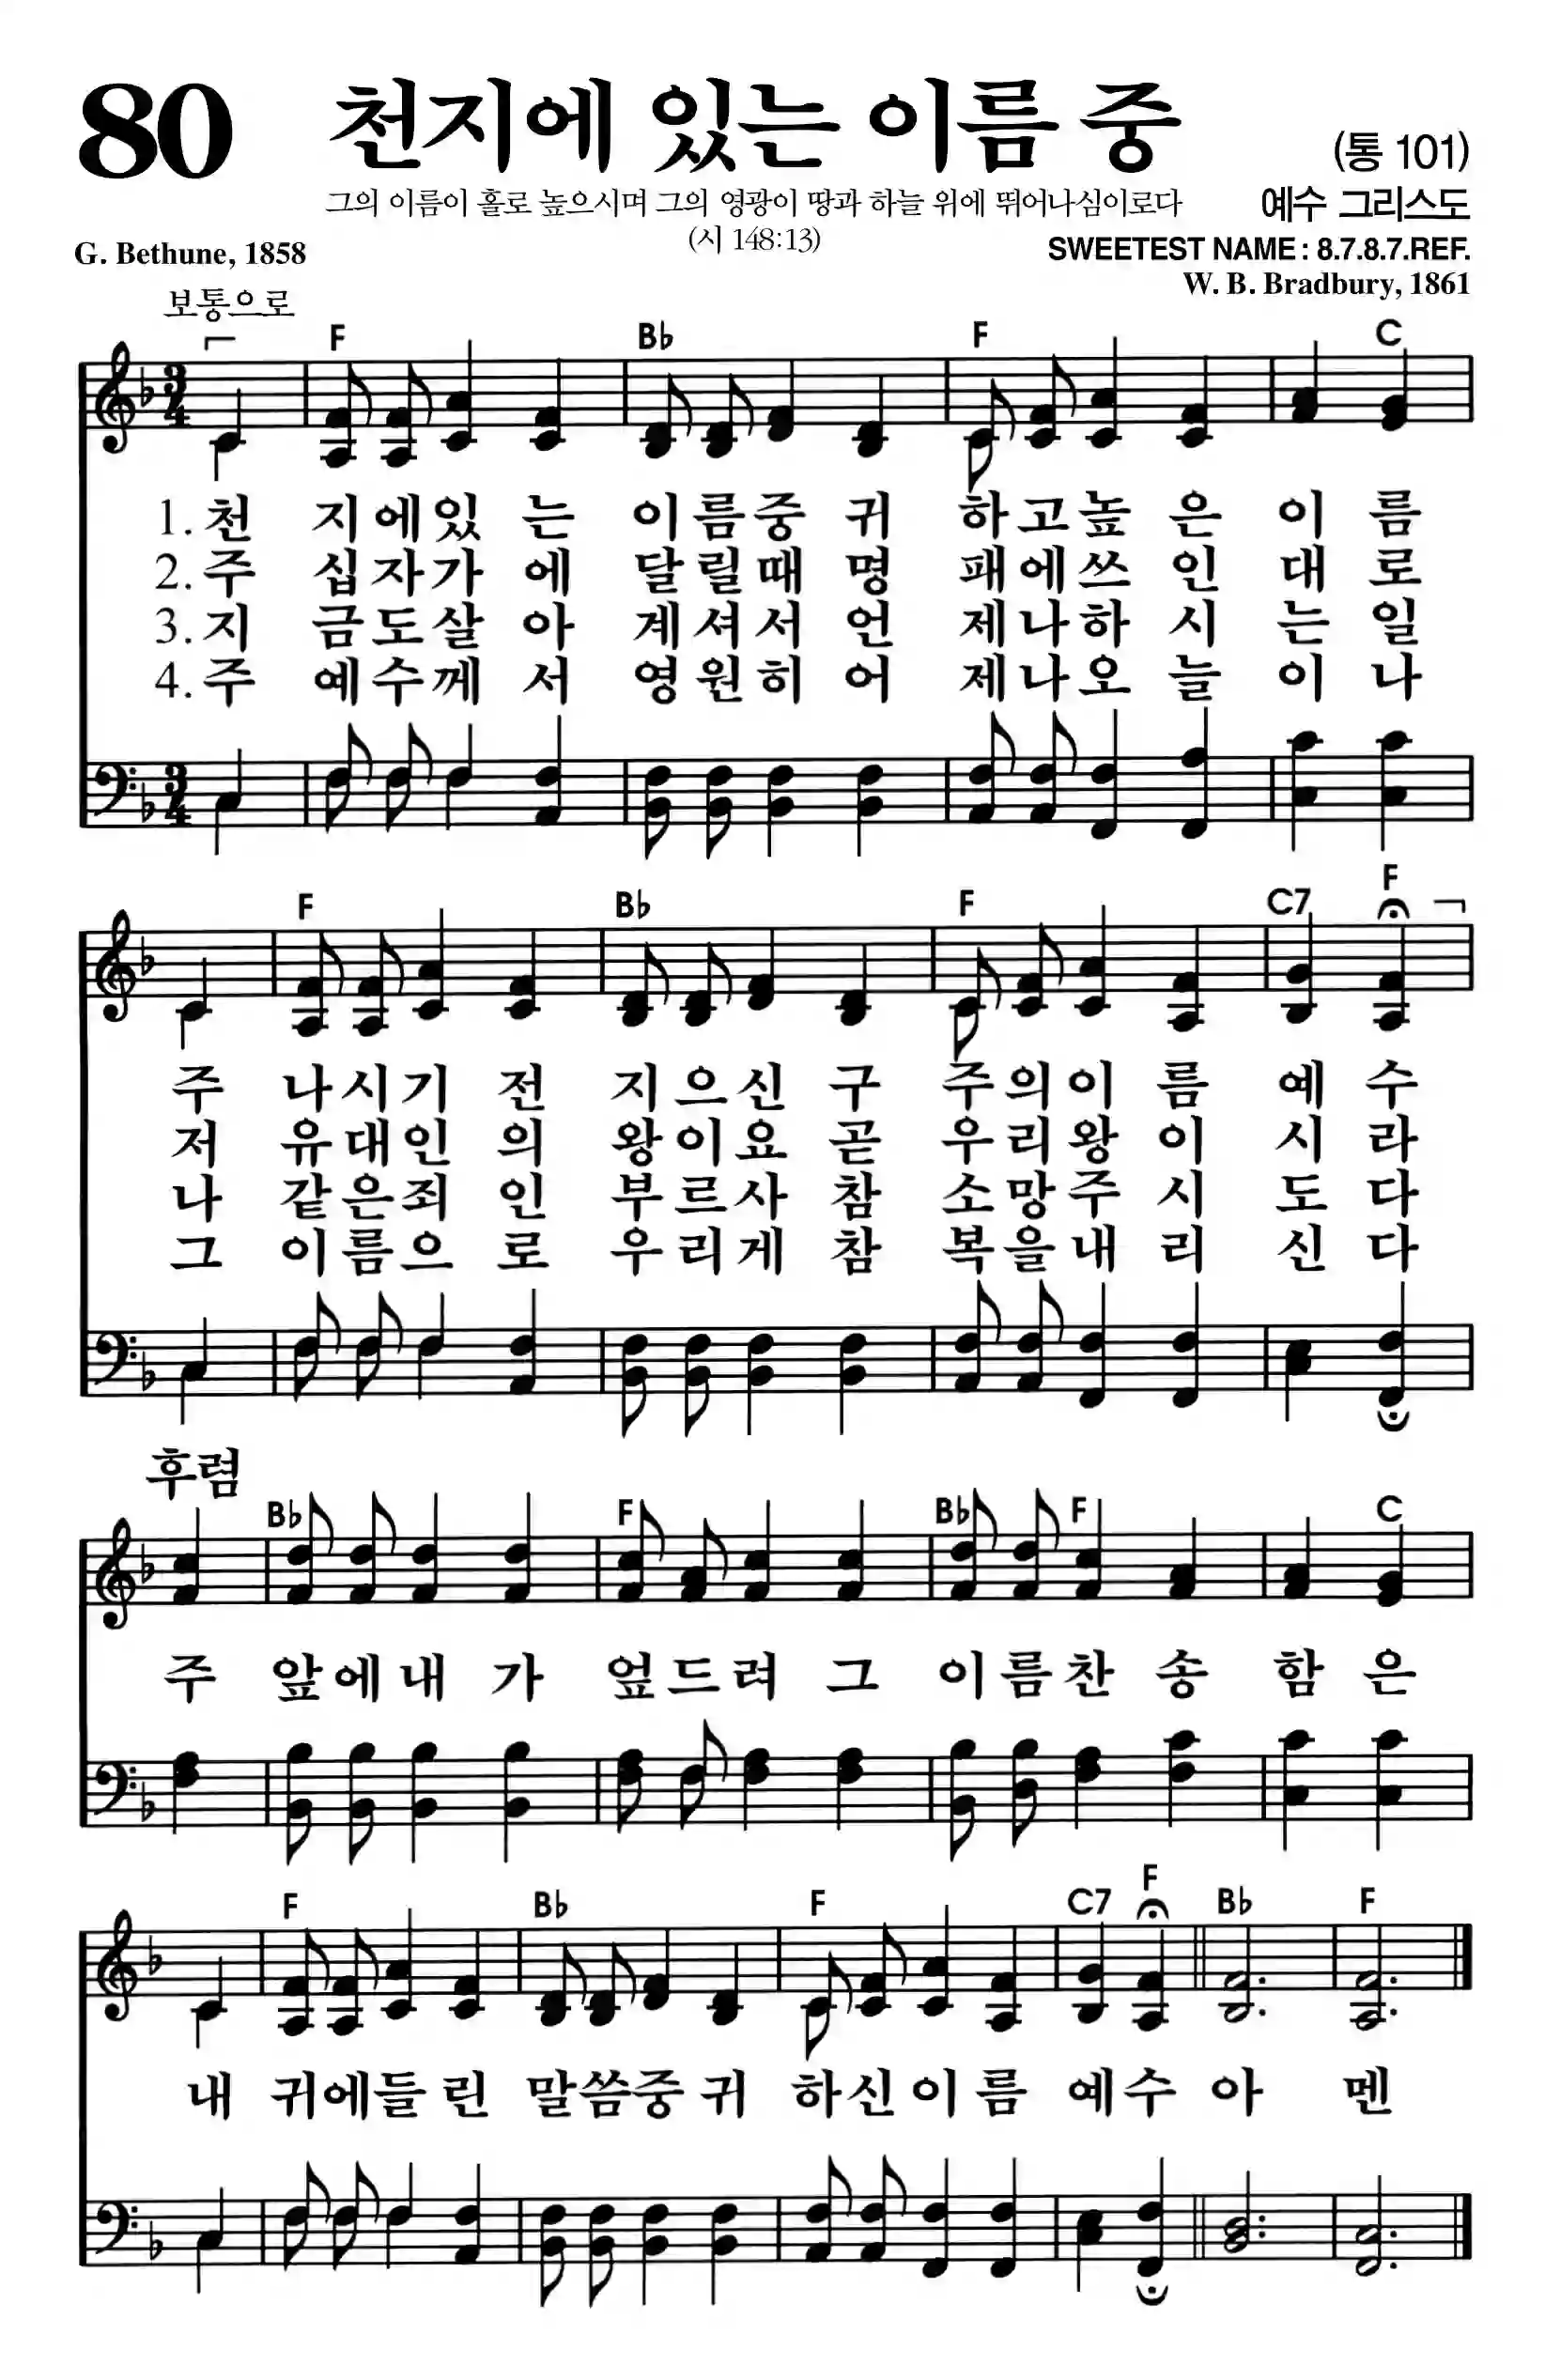 80 천지에 있는 이름 중 (통 101)
그의 이름이 홀로 높으시며 그의 영광이 땅과 하늘 위에 뛰어나심이로다 예수 그리스도
(시 148:13)
G. Bethune, 1858 SWEETEST NAME : 8.7.8.7.REF.
W. B. Bradbury, 1861
보통으로
F B♭ F C
3/4
1. 천 지에있 는 이름중 귀 하고높 은 이 름
2. 주 십자가 에 달릴때 명 패에쓰 인 대 로
3. 지 금도살 아 계셔서 언 제나하 시 는 일
4. 주 예수께 서 영원히 어 제나오 늘 이 나
3/4
F B♭ F C7 F
주 나시기 전 지으신 구 주의이 름 예 수
저 유대인 의 왕이요 곧 우리왕 이 시 라
나 같은죄 인 부르사 참 소망주 시 도 다
그 이름으 로 우리게 참 복을내 리 신 다
후렴
B♭ F B♭ F C
주 앞에내 가 엎드려 그 이름찬 송 함 은
F B♭ F C7 F B♭ F
내 귀에들 린 말씀중 귀 하신이 름 예수 아 멘